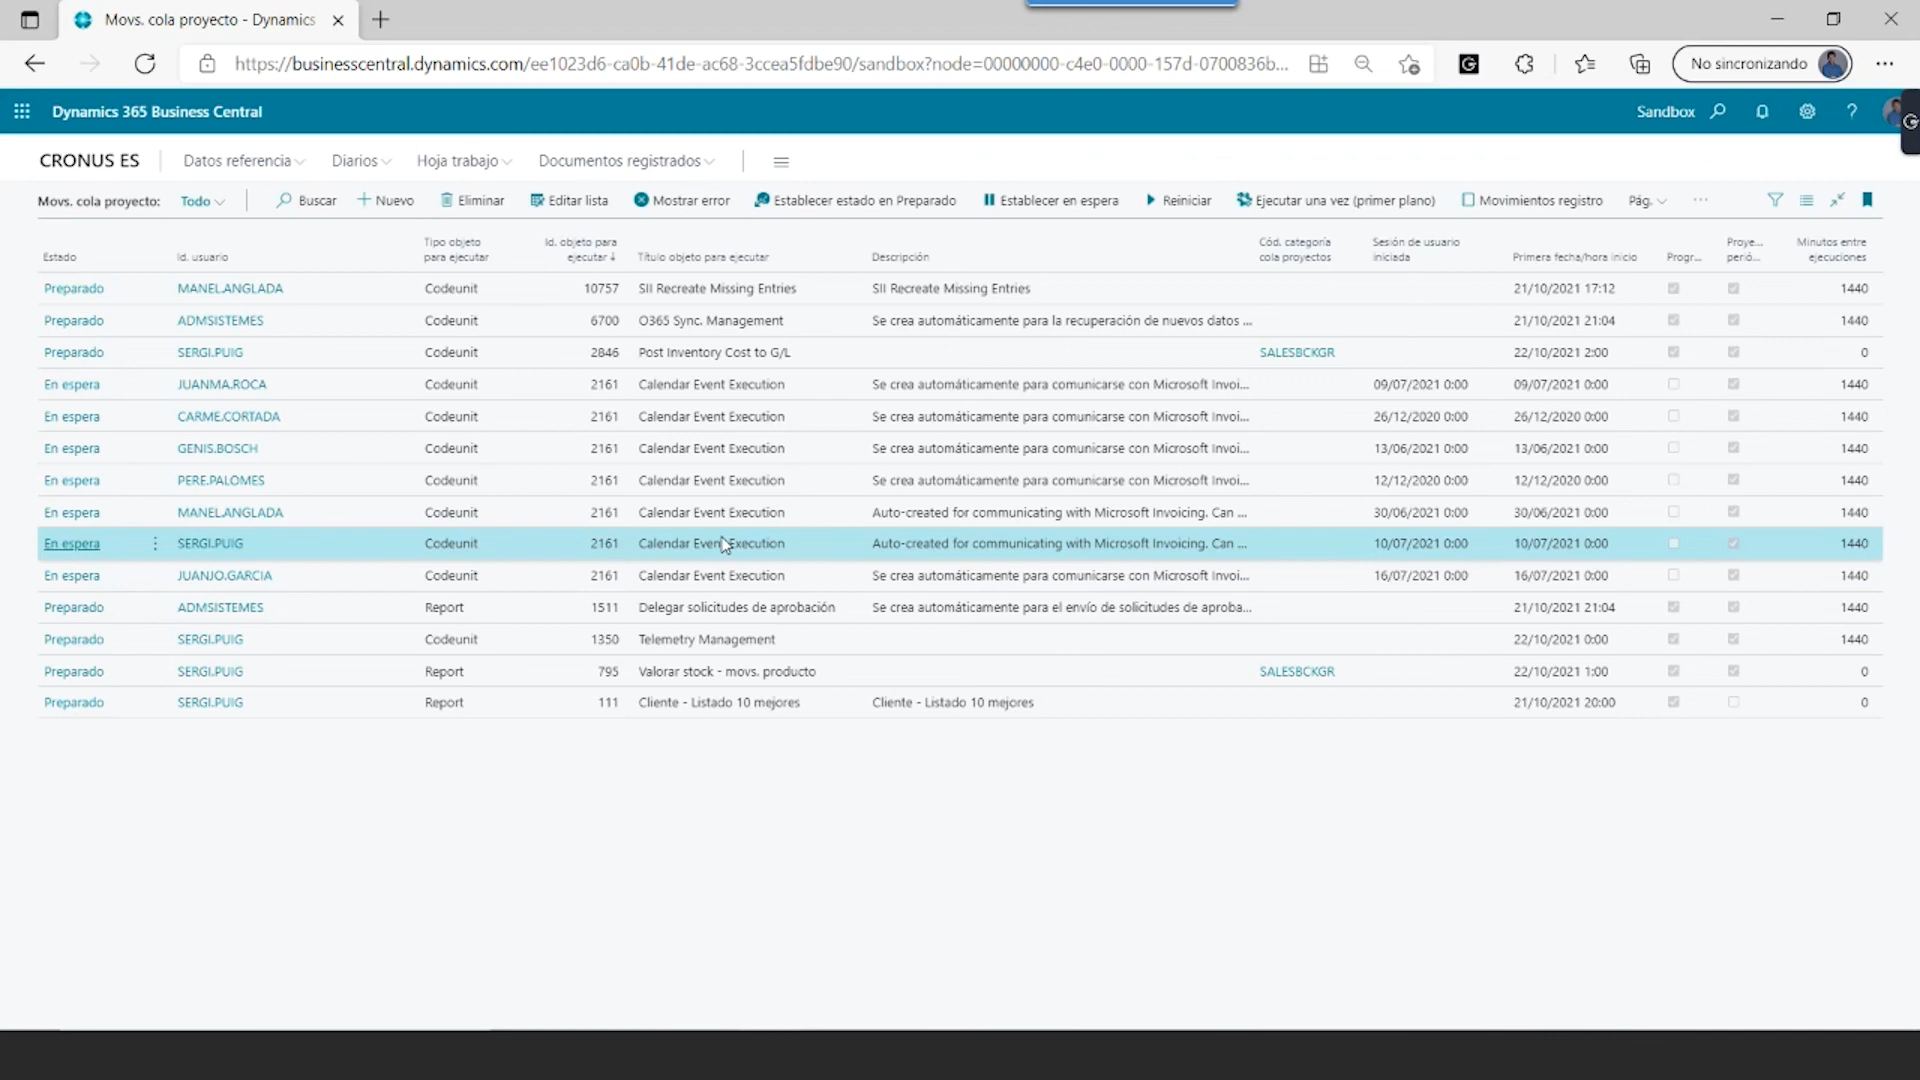 Movs. cola proyecto - Dynamics
https://businesscentral.dynamics.com/ee1023d6-ca0b-41de-ac68-3ccea5fdbe90/sandbox?node=00000000-c4e0-0000-157d-0700836b...
No sincronizando
Dynamics 365 Business Central
Sandbox
CRONUS ES Datos referencia Diarios Hoja trabajo Documentos registrados
Movs. cola proyecto: Todo Buscar Nuevo Eliminar Editar lista Mostrar error Establecer estado en Preparado Establecer en espera Reiniciar Ejecutar una vez (primer plano) Movimientos registro Pág. ...
Estado Id. usuario Tipo objeto para ejecutar Id. objeto para ejecutar ↓ Título objeto para ejecutar Descripción Cód. categoría cola proyectos Sesión de usuario iniciada Primera fecha/hora inicio Progr... Proye... perió... Minutos entre ejecuciones
Preparado MANEL.ANGLADA Codeunit 10757 SII Recreate Missing Entries SII Recreate Missing Entries 21/10/2021 17:12 1440
Preparado ADMSISTEMES Codeunit 6700 O365 Sync. Management Se crea automáticamente para la recuperación de nuevos datos ... 21/10/2021 21:04 1440
Preparado SERGI.PUIG Codeunit 2846 Post Inventory Cost to G/L SALESBCKGR 22/10/2021 2:00 0
En espera JUANMA.ROCA Codeunit 2161 Calendar Event Execution Se crea automáticamente para comunicarse con Microsoft Invoi... 09/07/2021 0:00 09/07/2021 0:00 1440
En espera CARME.CORTADA Codeunit 2161 Calendar Event Execution Se crea automáticamente para comunicarse con Microsoft Invoi... 26/12/2020 0:00 26/12/2020 0:00 1440
En espera GENIS.BOSCH Codeunit 2161 Calendar Event Execution Se crea automáticamente para comunicarse con Microsoft Invoi... 13/06/2021 0:00 13/06/2021 0:00 1440
En espera PERE.PALOMES Codeunit 2161 Calendar Event Execution Se crea automáticamente para comunicarse con Microsoft Invoi... 12/12/2020 0:00 12/12/2020 0:00 1440
En espera MANEL.ANGLADA Codeunit 2161 Calendar Event Execution Auto-created for communicating with Microsoft Invoicing. Can ... 30/06/2021 0:00 30/06/2021 0:00 1440
En espera SERGI.PUIG Codeunit 2161 Calendar Event Execution Auto-created for communicating with Microsoft Invoicing. Can ... 10/07/2021 0:00 10/07/2021 0:00 1440
En espera JUANJO.GARCIA Codeunit 2161 Calendar Event Execution Se crea automáticamente para comunicarse con Microsoft Invoi... 16/07/2021 0:00 16/07/2021 0:00 1440
Preparado ADMSISTEMES Report 1511 Delegar solicitudes de aprobación Se crea automáticamente para el envío de solicitudes de aproba... 21/10/2021 21:04 1440
Preparado SERGI.PUIG Codeunit 1350 Telemetry Management 22/10/2021 0:00 1440
Preparado SERGI.PUIG Report 795 Valorar stock - movs. producto SALESBCKGR 22/10/2021 1:00 0
Preparado SERGI.PUIG Report 111 Cliente - Listado 10 mejores Cliente - Listado 10 mejores 21/10/2021 20:00 0